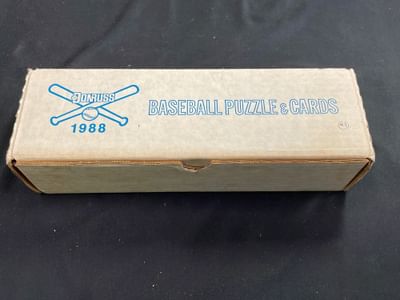 DONRUSS
1988
BASEBALL PUZZLE & CARDS